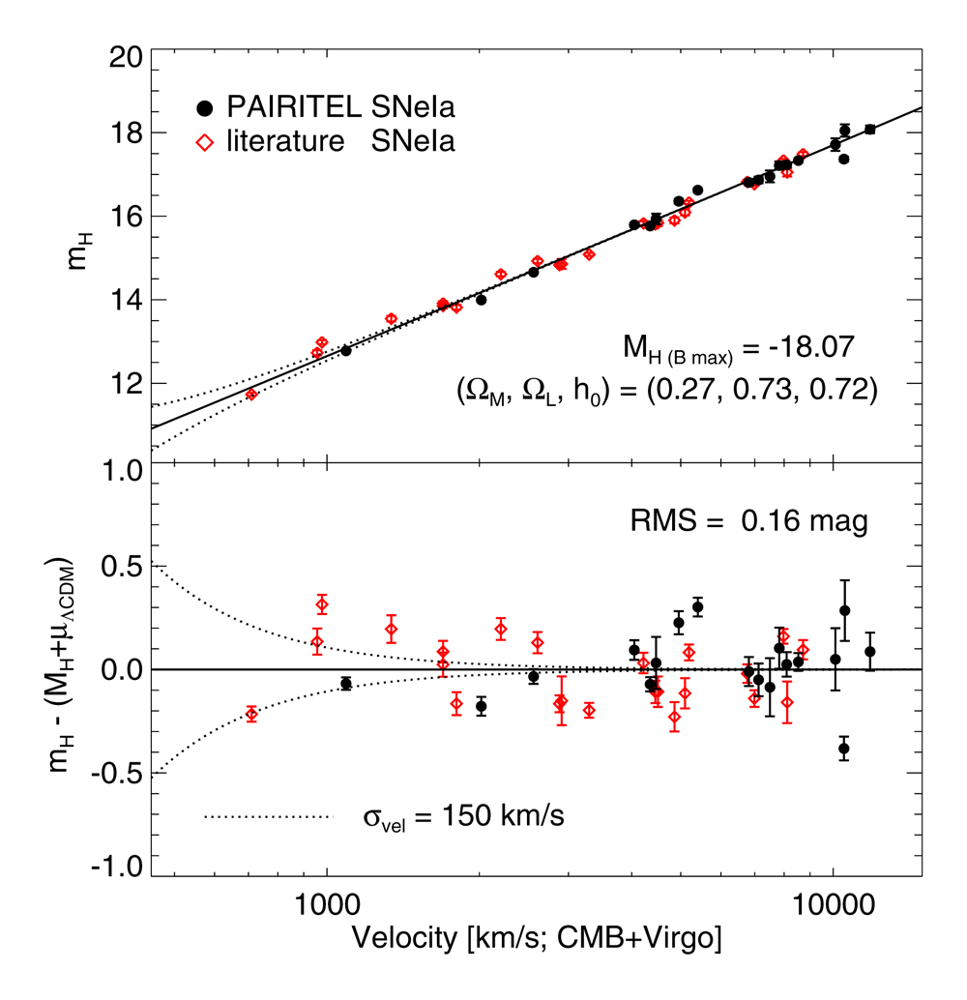 20
18
16
14
12
m_H
PAIRITEL SNeIa
literature SNeIa
M_H (B max) = -18.07
(Ω_M, Ω_L, h_0) = (0.27, 0.73, 0.72)
1.0
0.5
0.0
-0.5
-1.0
m_H - (M_H+μ_ΛCDM)
RMS = 0.16 mag
σ_vel = 150 km/s
1000 10000
Velocity [km/s; CMB+Virgo]